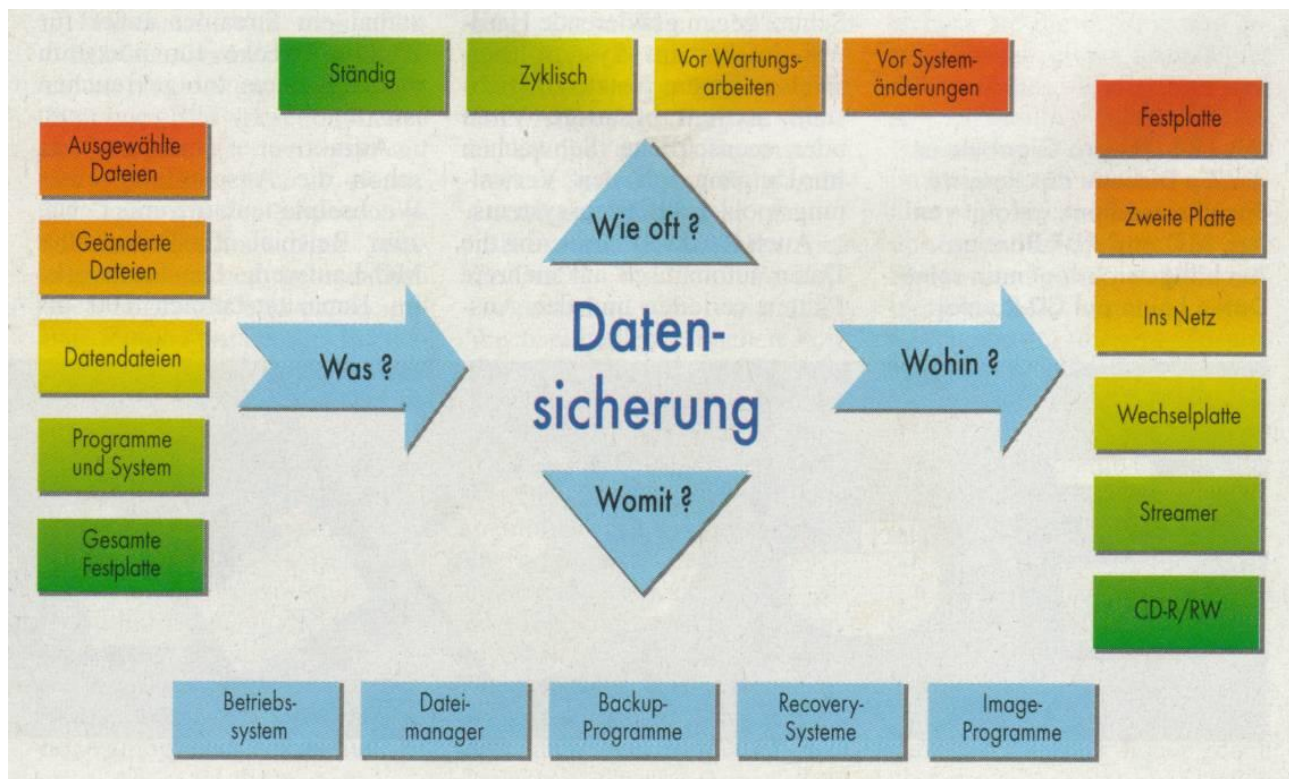 Ständig
Zyklisch
Vor Wartungs-
arbeiten
Vor System-
änderungen
Ausgewählte
Dateien
Geänderte
Dateien
Datendateien
Programme
und System
Gesamte
Festplatte
Wie oft ?
Was ?
Daten-
sicherung
Wohin ?
Womit ?
Festplatte
Zweite Platte
Ins Netz
Wechselplatte
Streamer
CD-R/RW
Betriebs-
system
Datei-
manager
Backup-
Programme
Recovery-
Systeme
Image-
Programme